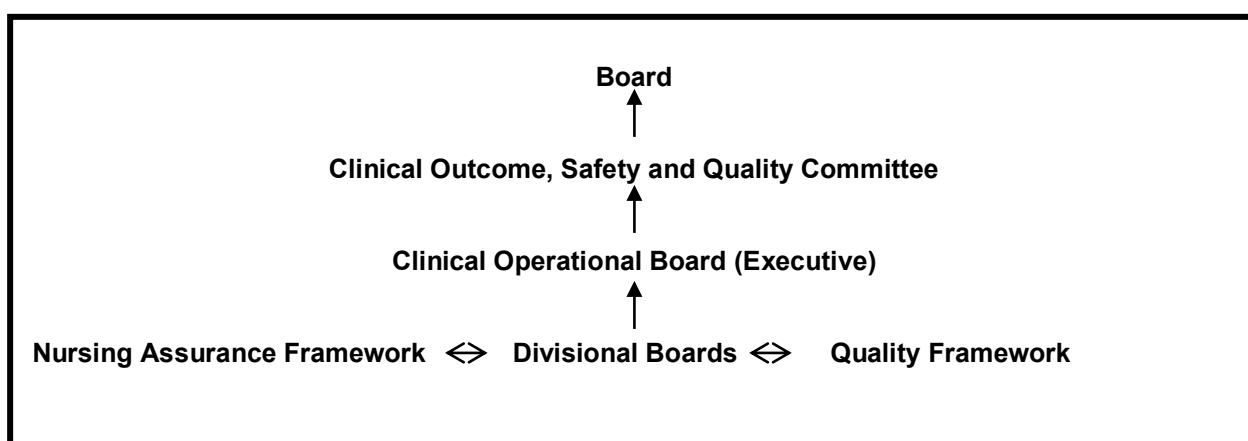 Board
Clinical Outcome, Safety and Quality Committee
Clinical Operational Board (Executive)
Nursing Assurance Framework <-> Divisional Boards <-> Quality Framework